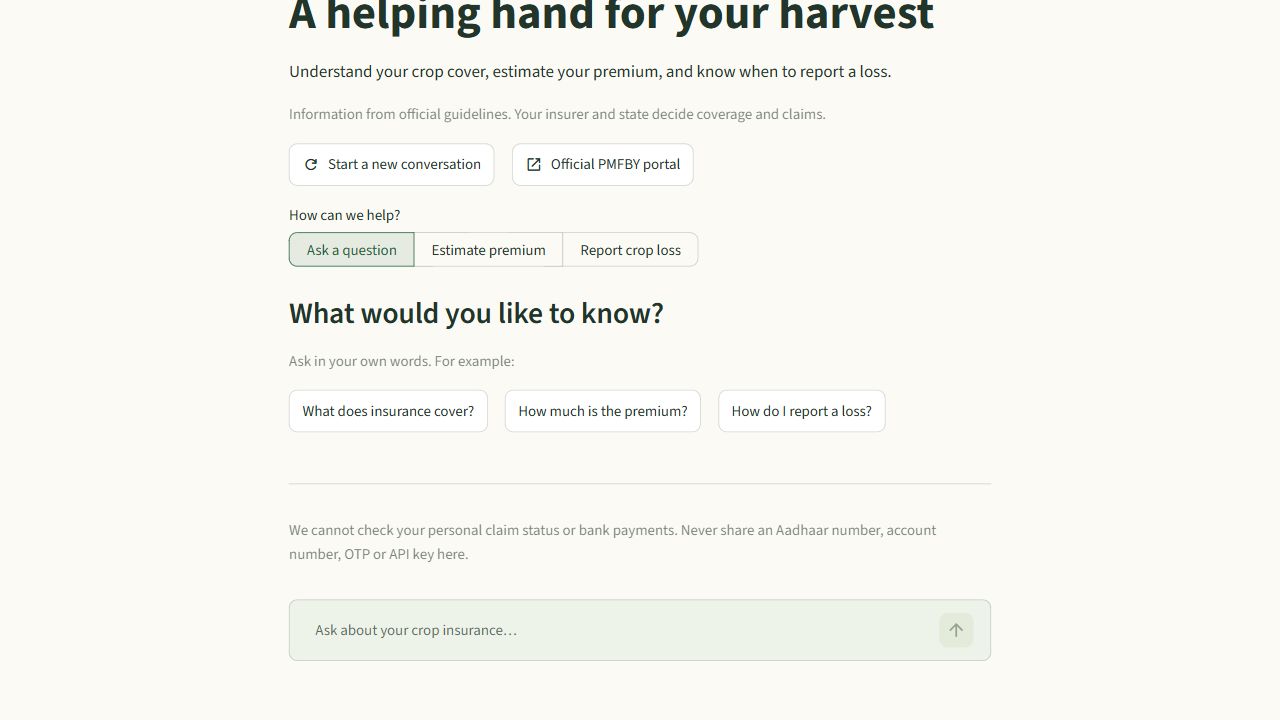 A helping hand for your harvest
Understand your crop cover, estimate your premium, and know when to report a loss.
Information from official guidelines. Your insurer and state decide coverage and claims.
Start a new conversation
Official PMFBY portal
How can we help?
Ask a question
Estimate premium
Report crop loss
What would you like to know?
Ask in your own words. For example:
What does insurance cover?
How much is the premium?
How do I report a loss?
We cannot check your personal claim status or bank payments. Never share an Aadhaar number, account
number, OTP or API key here.
Ask about your crop insurance…